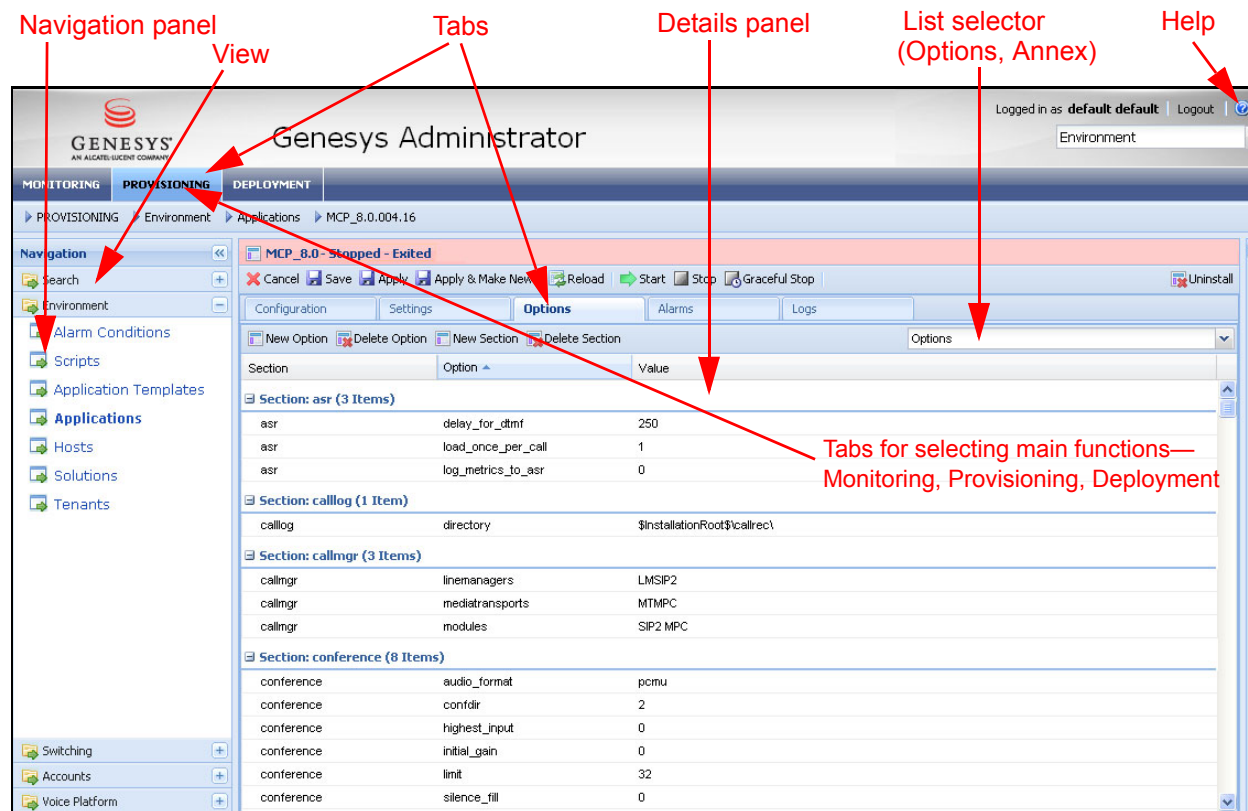 Navigation panel
View
Tabs
Details panel
List selector
(Options, Annex)
Help
GENESYS
AN ALCATEL-LUCENT COMPANY
Genesys Administrator
Logged in as default default Logout
Environment
MONITORING PROVISIONING DEPLOYMENT
PROVISIONING Environment Applications MCP_8.0.004.16
Navigation
Search
Environment
Alarm Conditions
Scripts
Application Templates
Applications
Hosts
Solutions
Tenants
Switching
Accounts
Voice Platform
MCP_8.0 - Stopped - Exited
Cancel Save Apply Apply & Make New Reload Start Stop Graceful Stop Uninstall
Configuration Settings Options Alarms Logs
New Option Delete Option New Section Delete Section Options
Section Option Value
Section: asr (3 Items)
asr delay_for_dtmf 250
asr load_once_per_call 1
asr log_metrics_to_asr 0
Tabs for selecting main functions—
Monitoring, Provisioning, Deployment
Section: calllog (1 Item)
calllog directory $InstallationRoot$\callrec\
Section: callmgr (3 Items)
callmgr linemanagers LMSIP2
callmgr mediatransports MTMPC
callmgr modules SIP2 MPC
Section: conference (8 Items)
conference audio_format pcmu
conference confdir 2
conference highest_input 0
conference initial_gain 0
conference limit 32
conference silence_fill 0